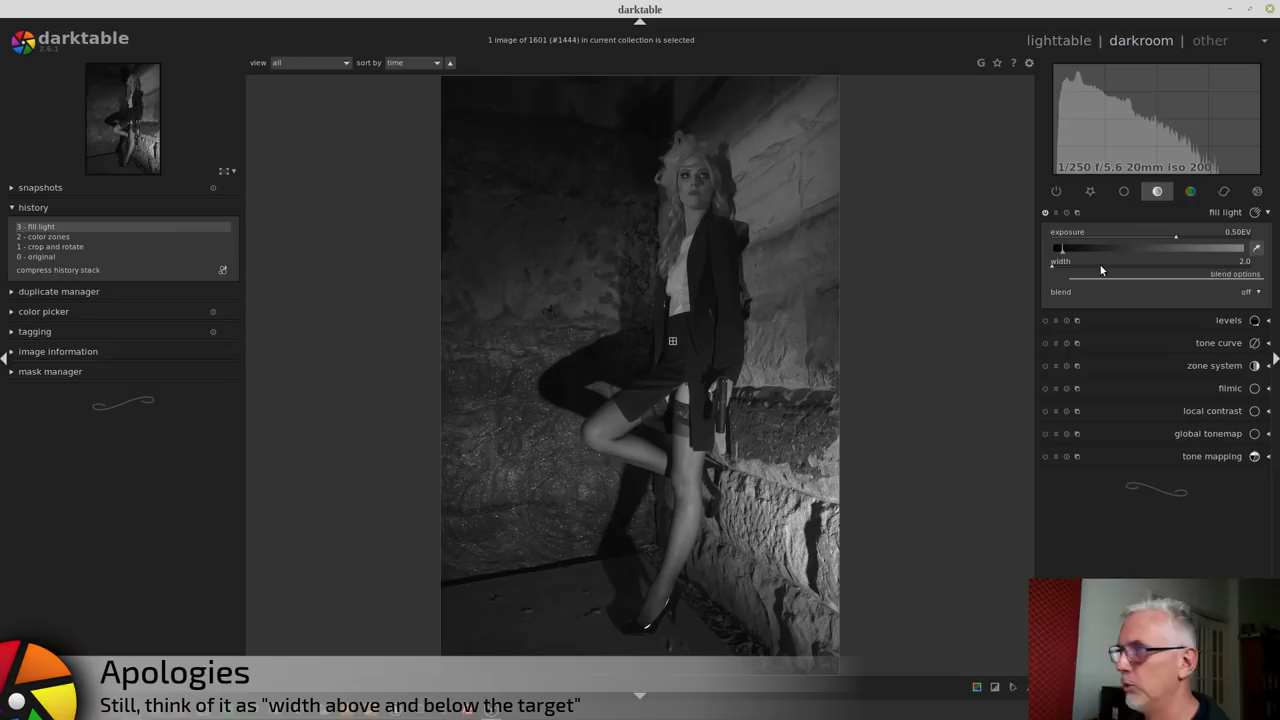 darktable
darktable
2.6.1
1 image of 1601 (#1444) in current collection is selected
lighttable | darkroom | other
view all sort by time
G ?
1/250 f/5.6 20mm iso 200
snapshots
history
3 - fill light
2 - color zones
1 - crop and rotate
0 - original
compress history stack
duplicate manager
color picker
tagging
image information
mask manager
fill light
exposure 0.50EV
width 2.0
blend options
blend off
levels
tone curve
zone system
filmic
local contrast
global tonemap
tone mapping
Apologies
Still, think of it as "width above and below the target"